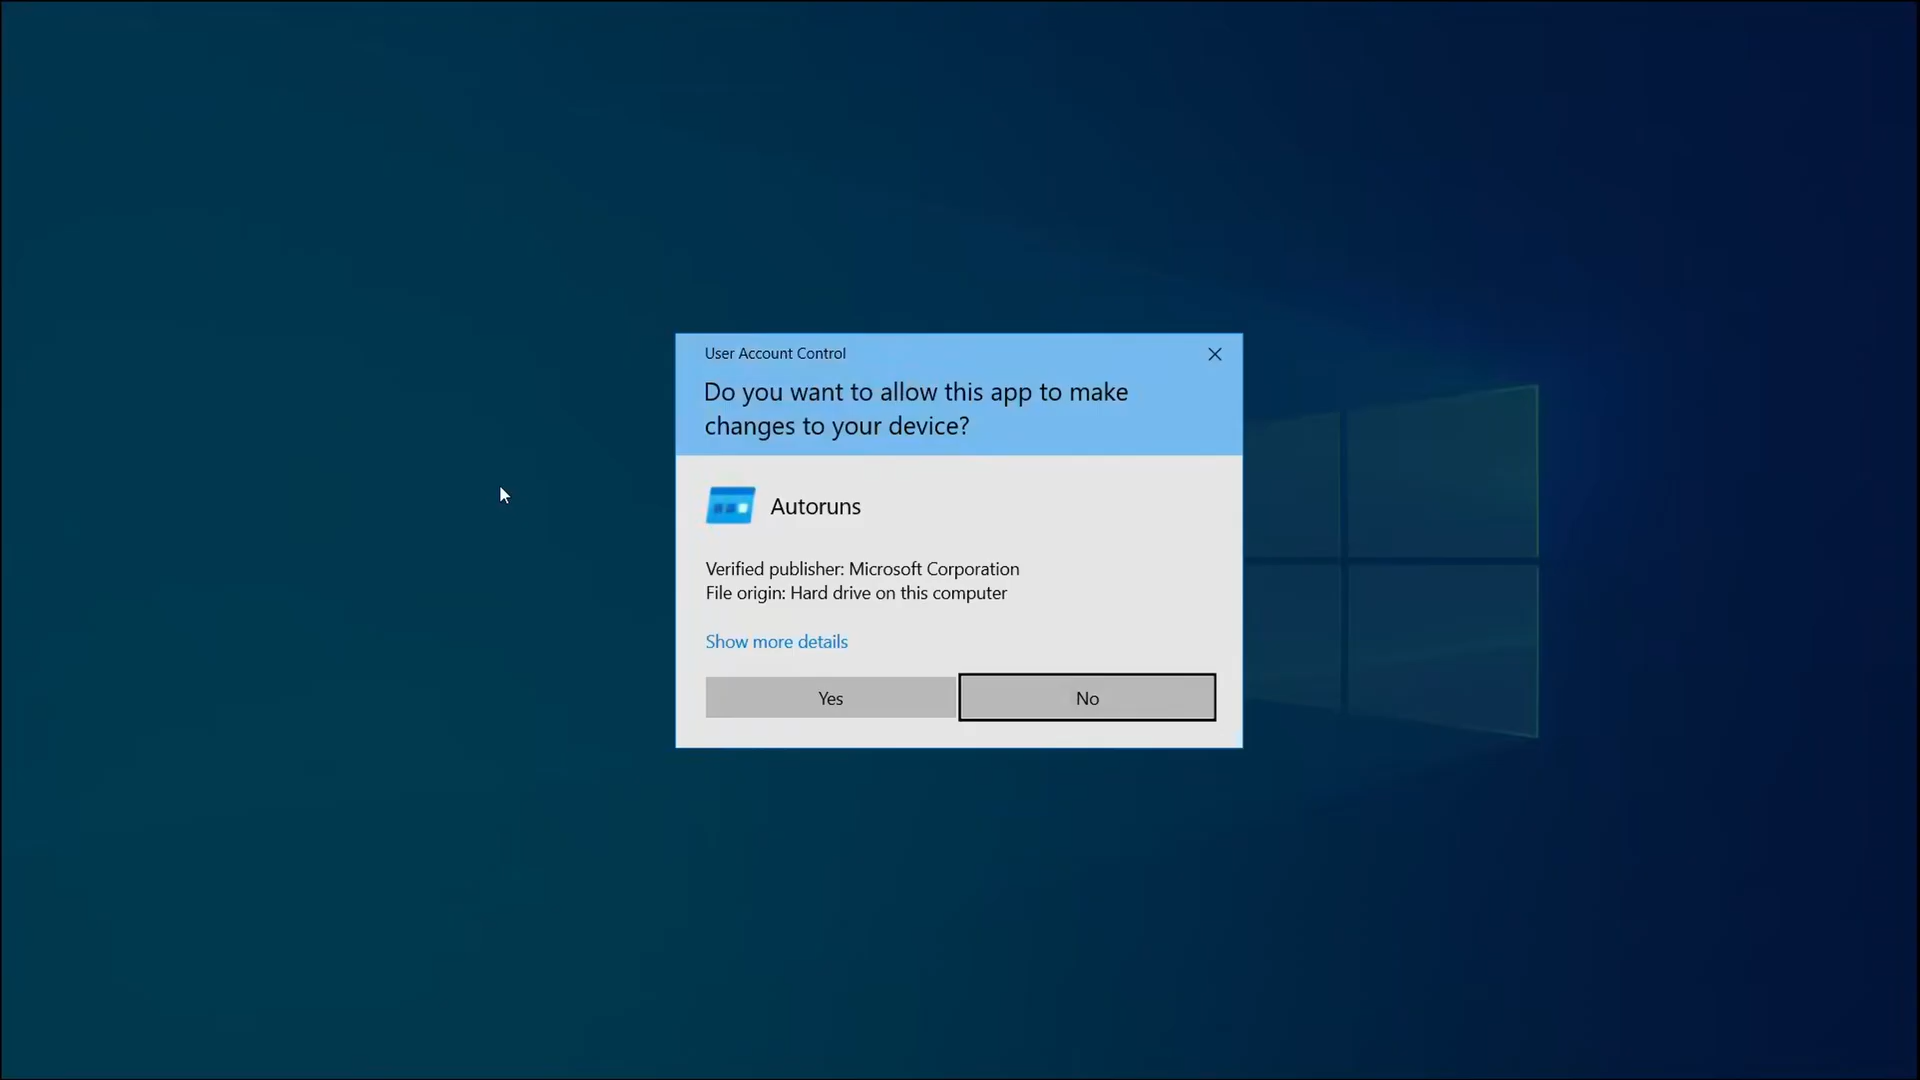 User Account Control
Do you want to allow this app to make
changes to your device?
Autoruns
Verified publisher: Microsoft Corporation
File origin: Hard drive on this computer
Show more details
Yes
No